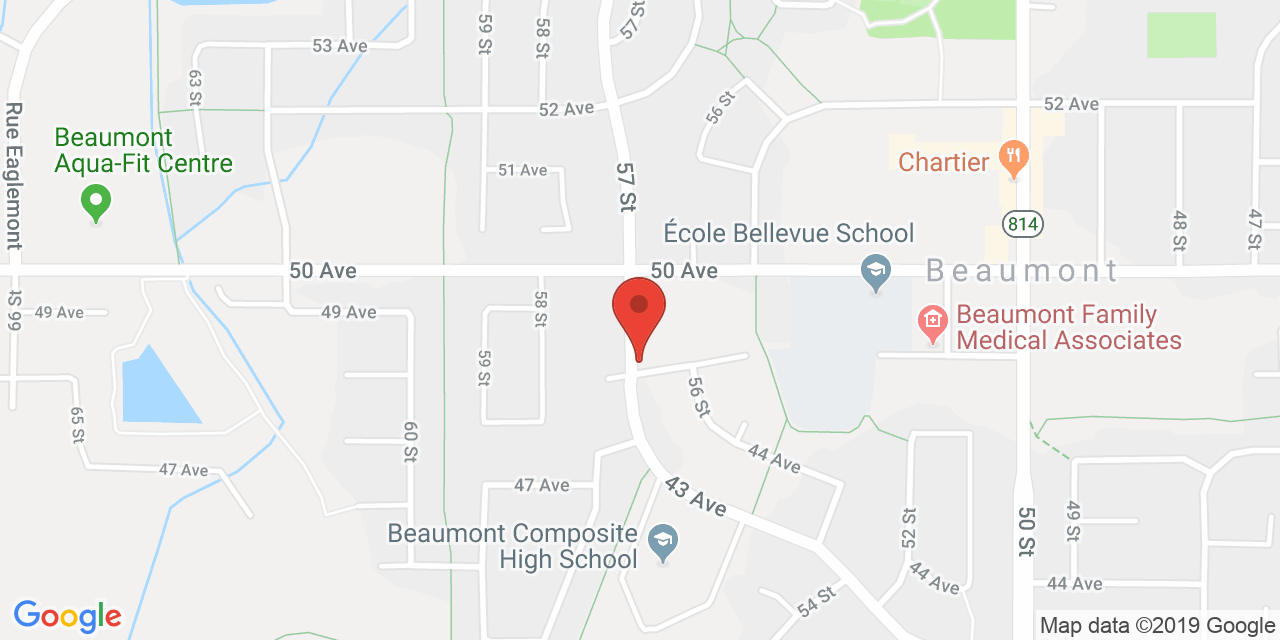 57 St
59 St
58 St
53 Ave
63 St
56 St
52 Ave
52 Ave
Rue Eaglemont
Beaumont
Aqua-Fit Centre
Chartier
51 Ave
57 St
814
48 St
47 St
École Bellevue School
50 Ave
50 Ave
Beaumont
66 St
49 Ave
49 Ave
58 St
Beaumont Family
Medical Associates
59 St
56 St
65 St
60 St
44 Ave
47 Ave
47 Ave
43 Ave
52 St
50 St
49 St
Beaumont Composite
High School
44 Ave
44 Ave
54 St
Google
Map data ©2019 Google